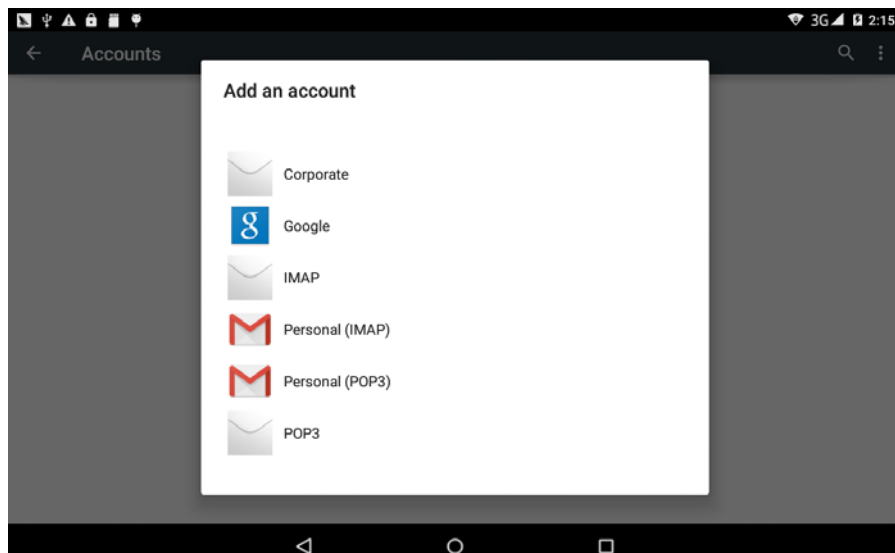 3G 2:15
Accounts
Add an account
Corporate
Google
IMAP
Personal (IMAP)
Personal (POP3)
POP3